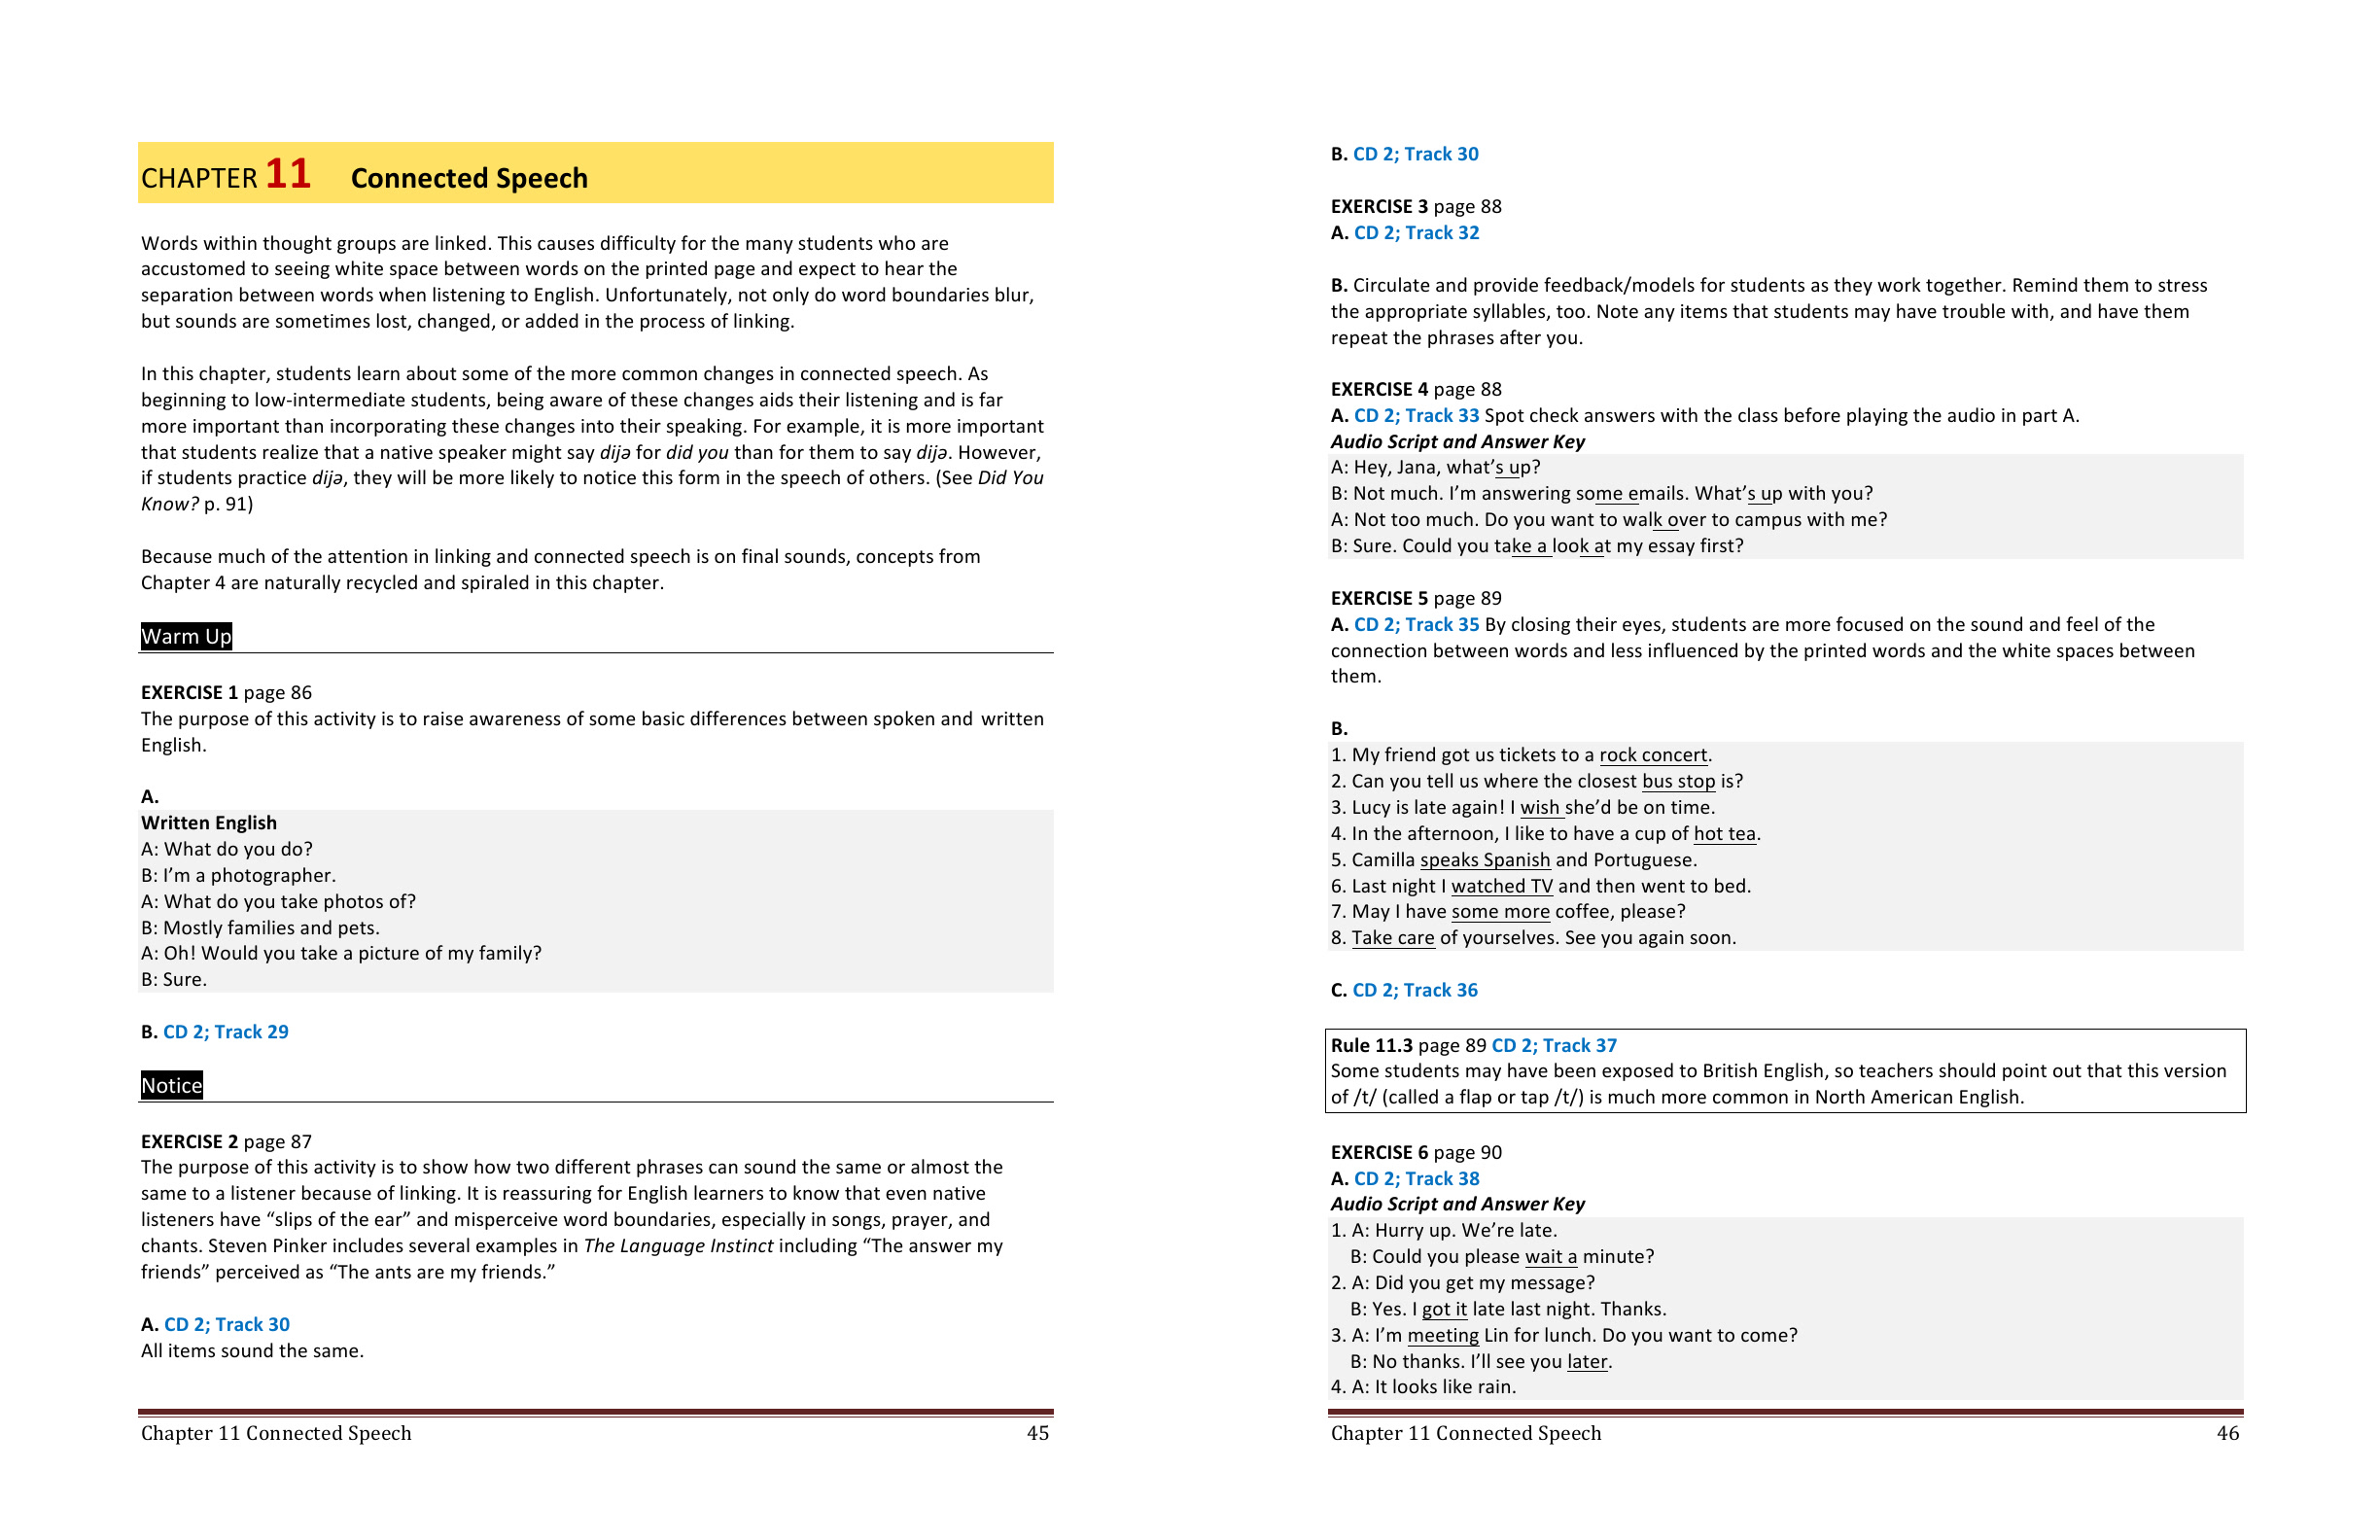 CHAPTER 11 Connected Speech
Words within thought groups are linked. This causes difficulty for the many students who are
accustomed to seeing white space between words on the printed page and expect to hear the
separation between words when listening to English. Unfortunately, not only do word boundaries blur,
but sounds are sometimes lost, changed, or added in the process of linking.
In this chapter, students learn about some of the more common changes in connected speech. As
beginning to low-intermediate students, being aware of these changes aids their listening and is far
more important than incorporating these changes into their speaking. For example, it is more important
that students realize that a native speaker might say dijə for did you than for them to say dijə. However,
if students practice dijə, they will be more likely to notice this form in the speech of others. (See Did You
Know? p. 91)
Because much of the attention in linking and connected speech is on final sounds, concepts from
Chapter 4 are naturally recycled and spiraled in this chapter.
Warm Up
EXERCISE 1 page 86
The purpose of this activity is to raise awareness of some basic differences between spoken and written
English.
A.
Written English
A: What do you do?
B: I’m a photographer.
A: What do you take photos of?
B: Mostly families and pets.
A: Oh! Would you take a picture of my family?
B: Sure.
B. CD 2; Track 29
Notice
EXERCISE 2 page 87
The purpose of this activity is to show how two different phrases can sound the same or almost the
same to a listener because of linking. It is reassuring for English learners to know that even native
listeners have “slips of the ear” and misperceive word boundaries, especially in songs, prayer, and
chants. Steven Pinker includes several examples in The Language Instinct including “The answer my
friends” perceived as “The ants are my friends.”
A. CD 2; Track 30
All items sound the same.
Chapter 11 Connected Speech 45
B. CD 2; Track 30
EXERCISE 3 page 88
A. CD 2; Track 32
B. Circulate and provide feedback/models for students as they work together. Remind them to stress
the appropriate syllables, too. Note any items that students may have trouble with, and have them
repeat the phrases after you.
EXERCISE 4 page 88
A. CD 2; Track 33 Spot check answers with the class before playing the audio in part A.
Audio Script and Answer Key
A: Hey, Jana, what’s up?
B: Not much. I’m answering some emails. What’s up with you?
A: Not too much. Do you want to walk over to campus with me?
B: Sure. Could you take a look at my essay first?
EXERCISE 5 page 89
A. CD 2; Track 35 By closing their eyes, students are more focused on the sound and feel of the
connection between words and less influenced by the printed words and the white spaces between
them.
B.
1. My friend got us tickets to a rock concert.
2. Can you tell us where the closest bus stop is?
3. Lucy is late again! I wish she’d be on time.
4. In the afternoon, I like to have a cup of hot tea.
5. Camilla speaks Spanish and Portuguese.
6. Last night I watched TV and then went to bed.
7. May I have some more coffee, please?
8. Take care of yourselves. See you again soon.
C. CD 2; Track 36
Rule 11.3 page 89 CD 2; Track 37
Some students may have been exposed to British English, so teachers should point out that this version
of /t/ (called a flap or tap /t/) is much more common in North American English.
EXERCISE 6 page 90
A. CD 2; Track 38
Audio Script and Answer Key
1. A: Hurry up. We’re late.
B: Could you please wait a minute?
2. A: Did you get my message?
B: Yes. I got it late last night. Thanks.
3. A: I’m meeting Lin for lunch. Do you want to come?
B: No thanks. I’ll see you later.
4. A: It looks like rain.
Chapter 11 Connected Speech 46